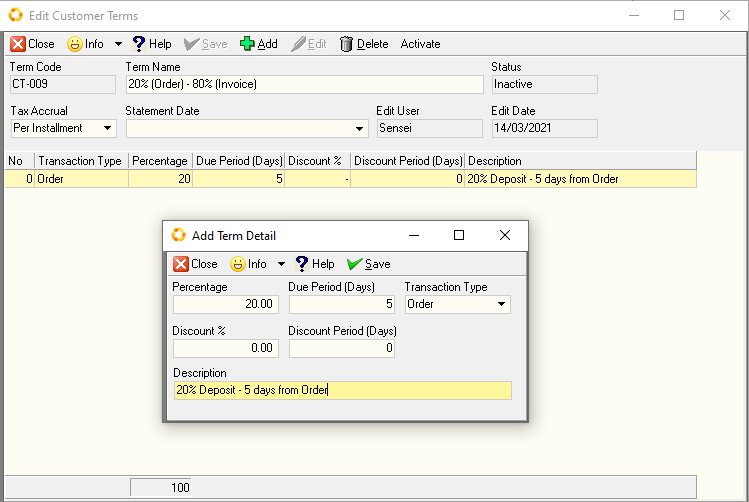 Edit Customer Terms
Close Info Help Save Add Edit Delete Activate
Term Code Term Name Status
CT-009 20% (Order) - 80% (Invoice) Inactive
Tax Accrual Statement Date Edit User Edit Date
Per Installment Sensei 14/03/2021
No Transaction Type Percentage Due Period (Days) Discount % Discount Period (Days) Description
0 Order 20 5 - 0 20% Deposit - 5 days from Order
Add Term Detail
Close Info Help Save
Percentage Due Period (Days) Transaction Type
20.00 5 Order
Discount % Discount Period (Days)
0.00 0
Description
20% Deposit - 5 days from Order
100